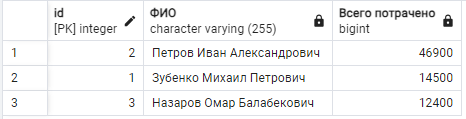 id ФИО Всего потрачено
[PK] integer character varying (255) bigint
1 2 Петров Иван Александрович 46900
2 1 Зубенко Михаил Петрович 14500
3 3 Назаров Омар Балабекович 12400